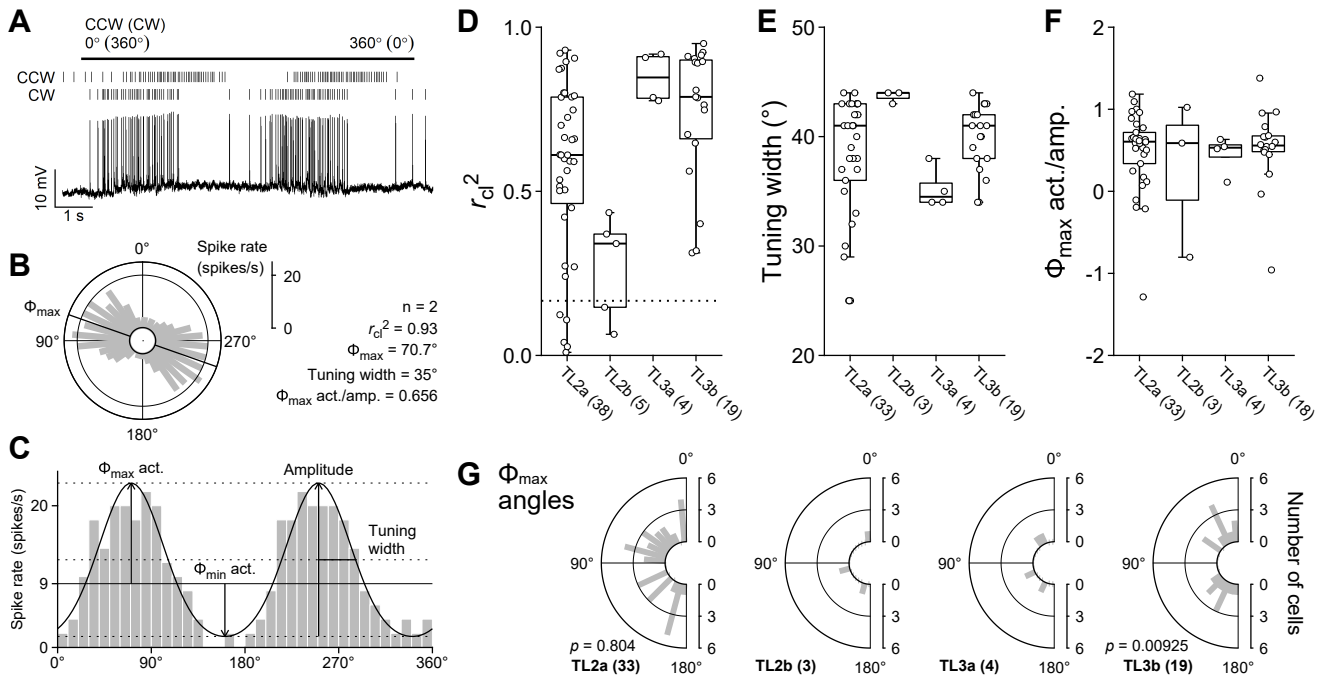 A
CCW (CW)
0° (360°)
360° (0°)
CCW
CW
10 mV
1 s
B
0°
Spike rate
(spikes/s)
20
0
Φmax
90°
270°
180°
n = 2
rcl2 = 0.93
Φmax = 70.7°
Tuning width = 35°
Φmax act./amp. = 0.656
C
Φmax act.
Amplitude
Tuning
width
Φmin act.
Spike rate (spikes/s)
20
9
0
0°
90°
180°
270°
360°
D
rcl2
1.0
0.5
0.0
TL2a (38)
TL2b (5)
TL3a (4)
TL3b (19)
E
Tuning width (°)
50
40
30
20
TL2a (33)
TL2b (3)
TL3a (4)
TL3b (19)
F
Φmax act./amp.
2
1
0
-1
-2
TL2a (33)
TL2b (3)
TL3a (4)
TL3b (18)
G
Φmax
angles
0°
6
3
0
0
3
6
90°
p = 0.804
TL2a (33)
180°
0°
6
3
0
0
3
6
90°
TL2b (3)
180°
0°
6
3
0
0
3
6
90°
TL3a (4)
180°
0°
6
3
0
0
3
6
90°
p = 0.00925
TL3b (19)
180°
Number of cells